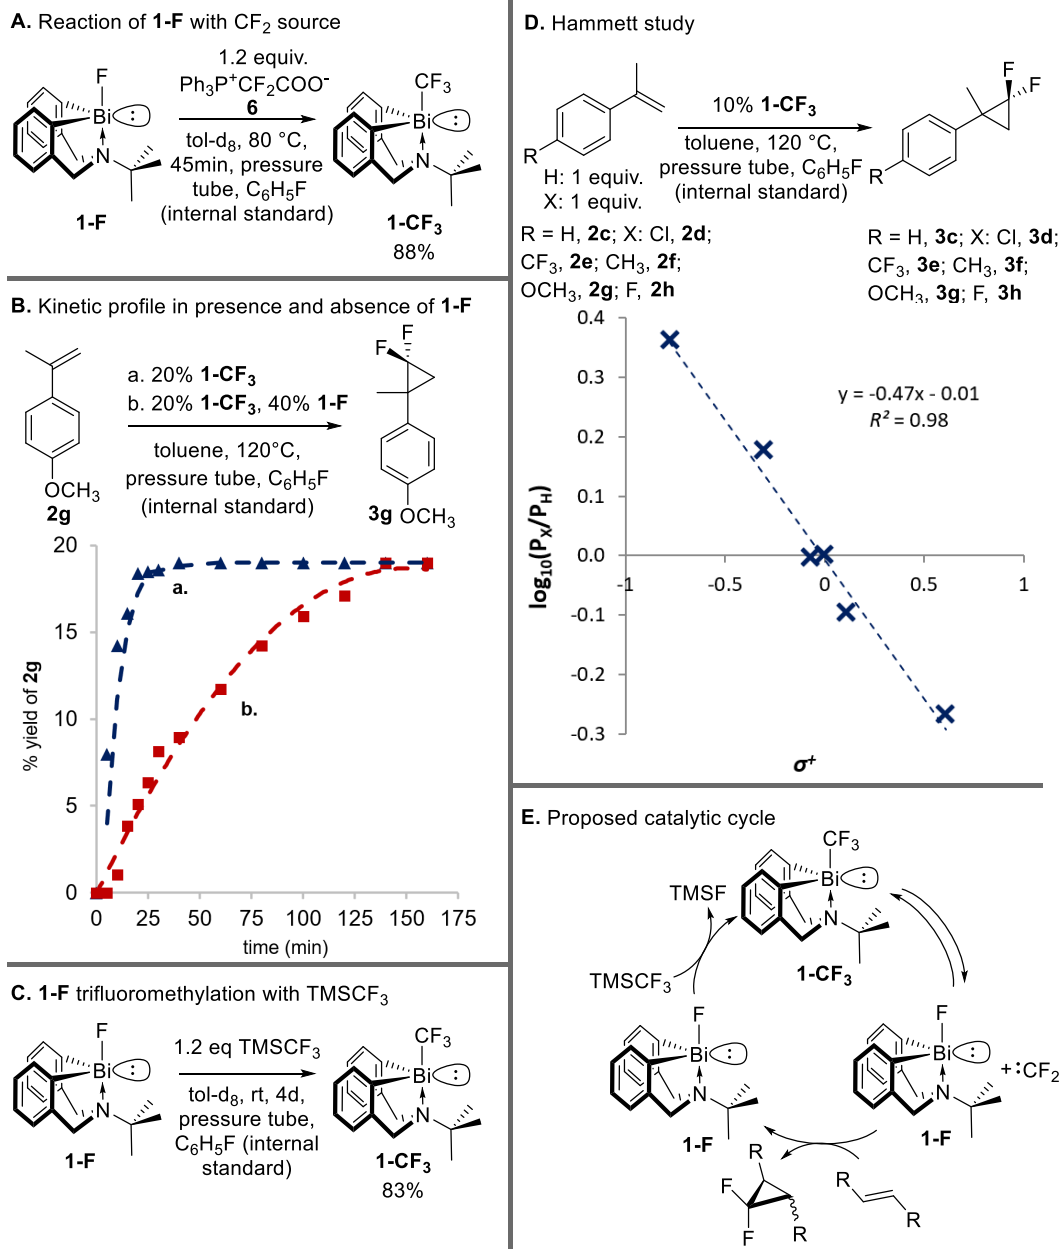 A. Reaction of 1-F with CF₂ source
F
Bi
:
N
1-F
1.2 equiv.
Ph₃P⁺CF₂COO⁻
6
tol-d₈, 80 °C,
45min, pressure
tube, C₆H₅F
(internal standard)
CF₃
Bi
:
N
1-CF₃
88%
B. Kinetic profile in presence and absence of 1-F
OCH₃
2g
a. 20% 1-CF₃
b. 20% 1-CF₃, 40% 1-F
toluene, 120°C,
pressure tube, C₆H₅F
(internal standard)
F
F
3g OCH₃
% yield of 2g
20
15
10
5
0
a.
b.
0 25 50 75 100 125 150 175
time (min)
C. 1-F trifluoromethylation with TMSCF₃
F
Bi
:
N
1-F
1.2 eq TMSCF₃
tol-d₈, rt, 4d,
pressure tube,
C₆H₅F (internal
standard)
CF₃
Bi
:
N
1-CF₃
83%
D. Hammett study
R
H: 1 equiv.
X: 1 equiv.
10% 1-CF₃
toluene, 120 °C,
pressure tube, C₆H₅F
(internal standard)
F
F
R
R = H, 2c; X: Cl, 2d;
CF₃, 2e; CH₃, 2f;
OCH₃, 2g; F, 2h
R = H, 3c; X: Cl, 3d;
CF₃, 3e; CH₃, 3f;
OCH₃, 3g; F, 3h
log₁₀(P_X/P_H)
0.4
0.3
0.2
0.1
0.0
-0.1
-0.2
-0.3
y = -0.47x - 0.01
R² = 0.98
-1 -0.5 0 0.5 1
σ⁺
E. Proposed catalytic cycle
CF₃
Bi
:
N
1-CF₃
TMSF
TMSCF₃
F
Bi
:
N
1-F
F
Bi
:
N
1-F
+ :CF₂
R
F
F
R
R
R